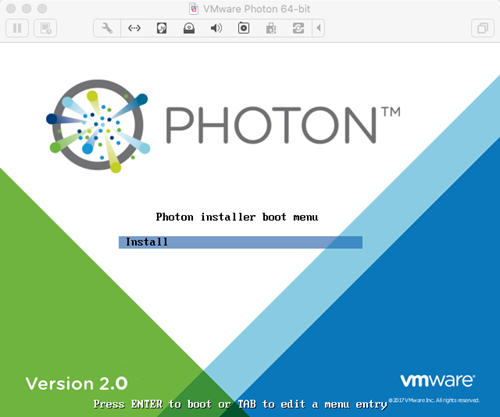 VMware Photon 64-bit
PHOTON™
Photon installer boot menu
Install
Version 2.0
vmware®
©2017 VMware Inc. All rights reserved.
Press ENTER to boot or TAB to edit a menu entry